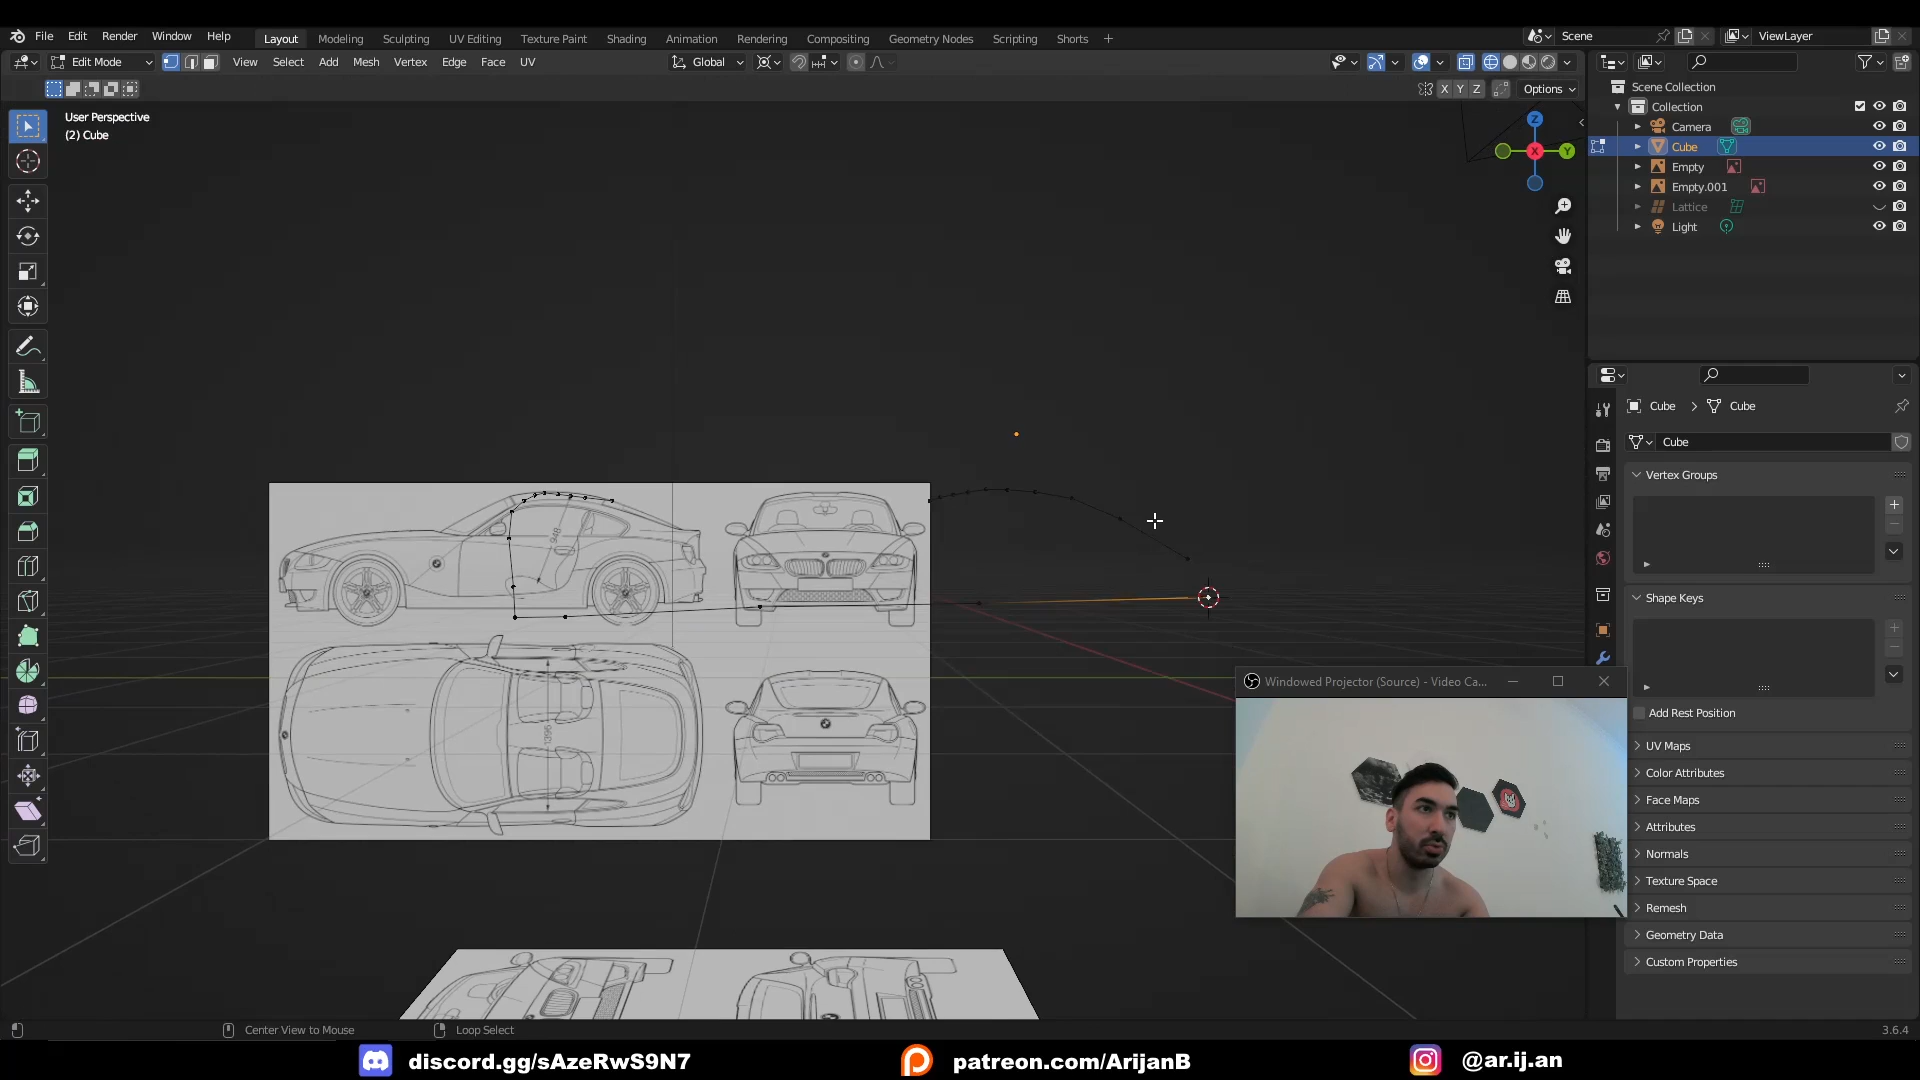 File Edit Render Window Help
Layout Modeling Sculpting UV Editing Texture Paint Shading Animation Rendering Compositing Geometry Nodes Scripting Shorts +
Scene
ViewLayer
Edit Mode
View Select Add Mesh Vertex Edge Face UV
Global
X Y Z
Options
User Perspective
(2) Cube
Z
X
Y
Scene Collection
Collection
Camera
Cube
Empty
Empty.001
Lattice
Light
Cube > Cube
Cube
Vertex Groups
Shape Keys
Add Rest Position
UV Maps
Color Attributes
Face Maps
Attributes
Normals
Texture Space
Remesh
Geometry Data
Custom Properties
Windowed Projector (Source) - Video Ca...
Center View to Mouse
Loop Select
3.6.4
discord.gg/sAzeRwS9N7
patreon.com/ArijanB
@ar.ij.an